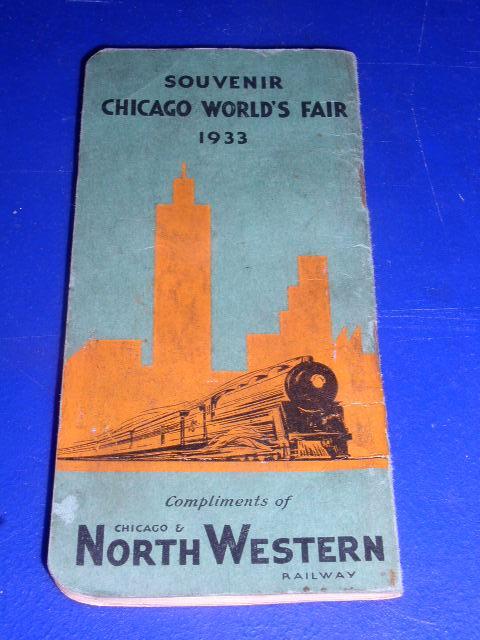 SOUVENIR
CHICAGO WORLD'S FAIR
1933
Compliments of
CHICAGO &
NORTH WESTERN
RAILWAY